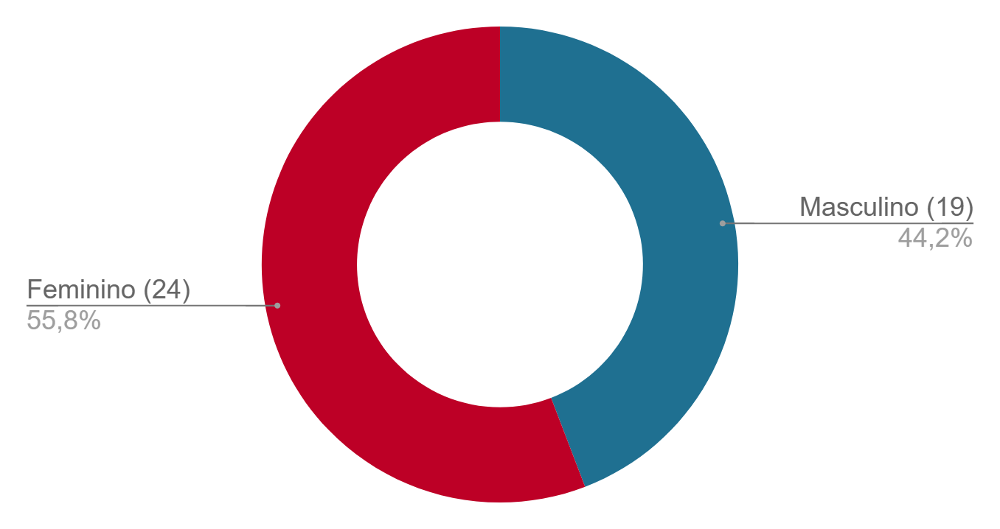 Masculino (19)
44,2%
Feminino (24)
55,8%